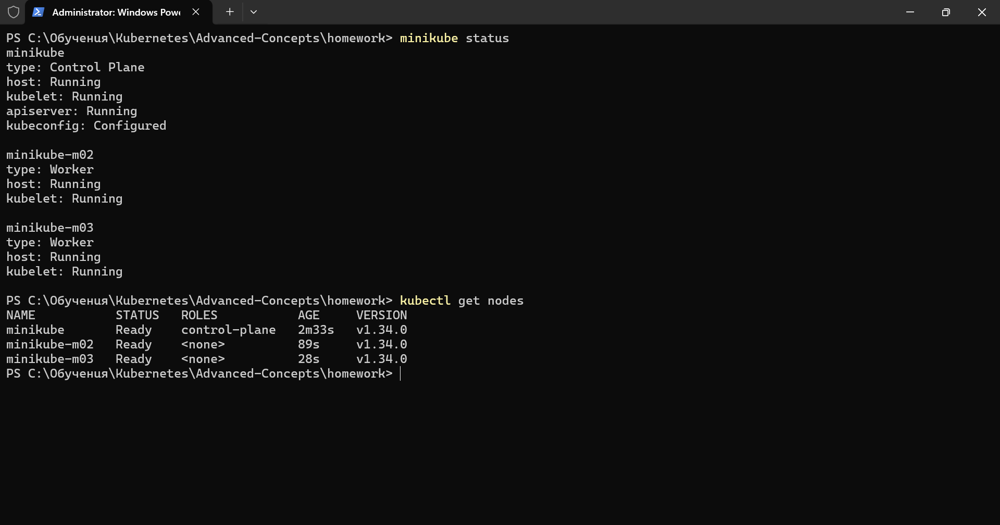 Administrator: Windows Pow
PS C:\Обучения\Kubernetes\Advanced-Concepts\homework> minikube status
minikube
type: Control Plane
host: Running
kubelet: Running
apiserver: Running
kubeconfig: Configured
minikube-m02
type: Worker
host: Running
kubelet: Running
minikube-m03
type: Worker
host: Running
kubelet: Running
PS C:\Обучения\Kubernetes\Advanced-Concepts\homework> kubectl get nodes
NAME STATUS ROLES AGE VERSION
minikube Ready control-plane 2m33s v1.34.0
minikube-m02 Ready <none> 89s v1.34.0
minikube-m03 Ready <none> 28s v1.34.0
PS C:\Обучения\Kubernetes\Advanced-Concepts\homework>